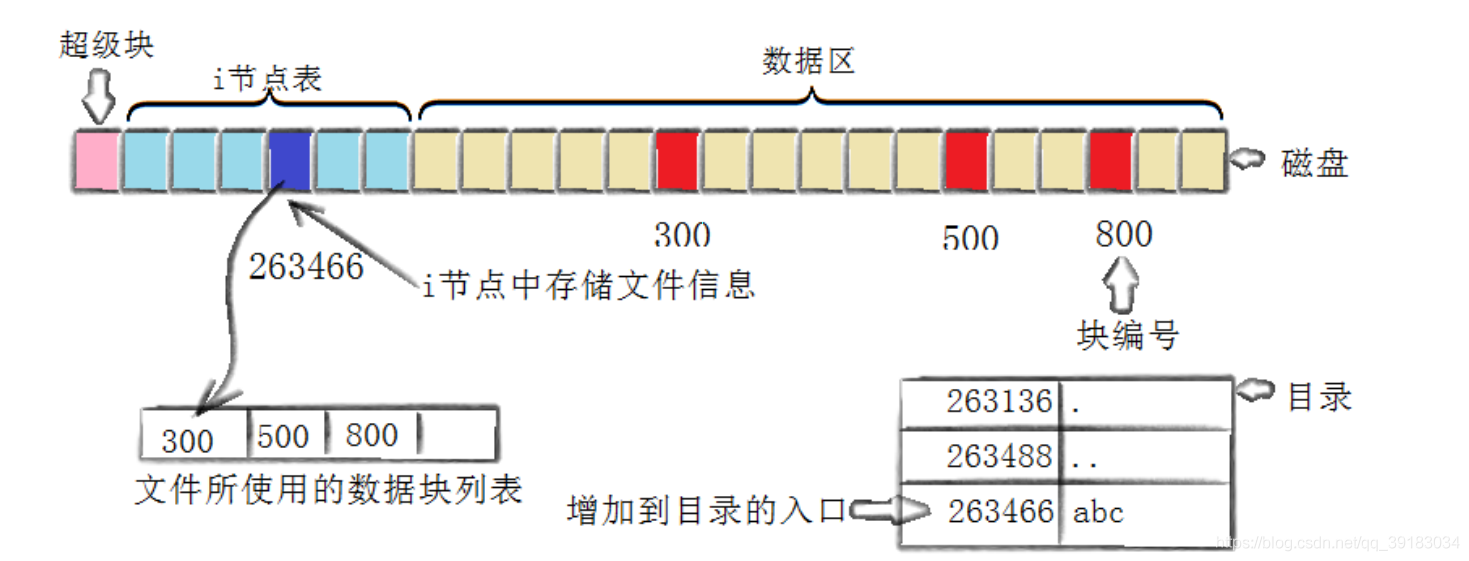 超级块
i节点表
数据区
磁盘
300
500
800
263466
i节点中存储文件信息
块编号
263136 .
目录
300 500 800
263488 ..
文件所使用的数据块列表
增加到目录的入口
263466 abc
https://blog.csdn.net/qq_39183034